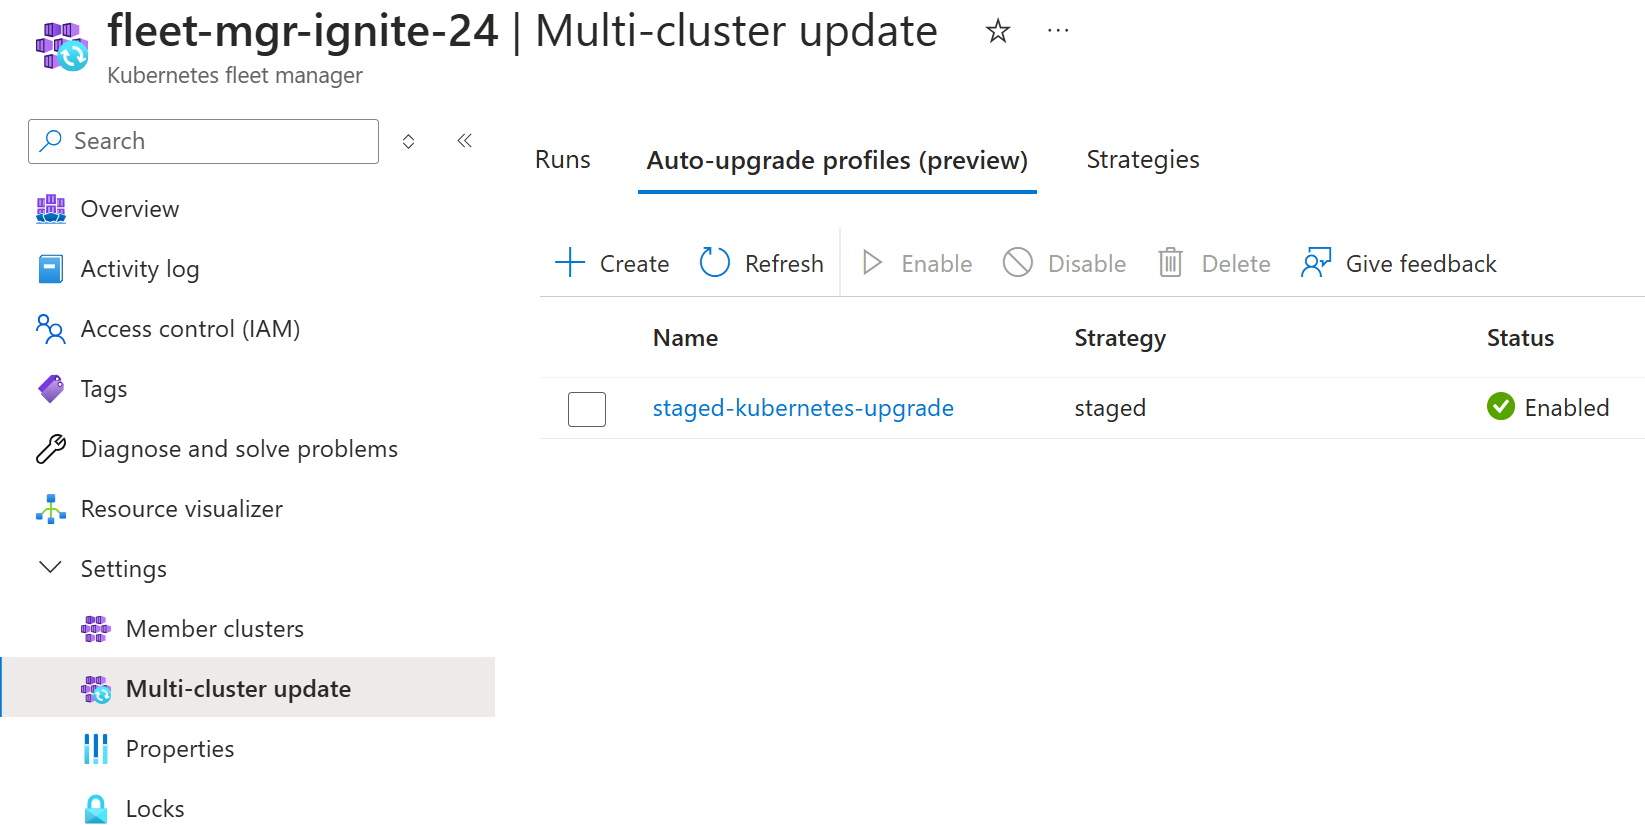 fleet-mgr-ignite-24 | Multi-cluster update
Kubernetes fleet manager
Search
Overview
Activity log
Access control (IAM)
Tags
Diagnose and solve problems
Resource visualizer
Settings
Member clusters
Multi-cluster update
Properties
Locks
Runs
Auto-upgrade profiles (preview)
Strategies
Create
Refresh
Enable
Disable
Delete
Give feedback
Name Strategy Status
staged-kubernetes-upgrade staged Enabled